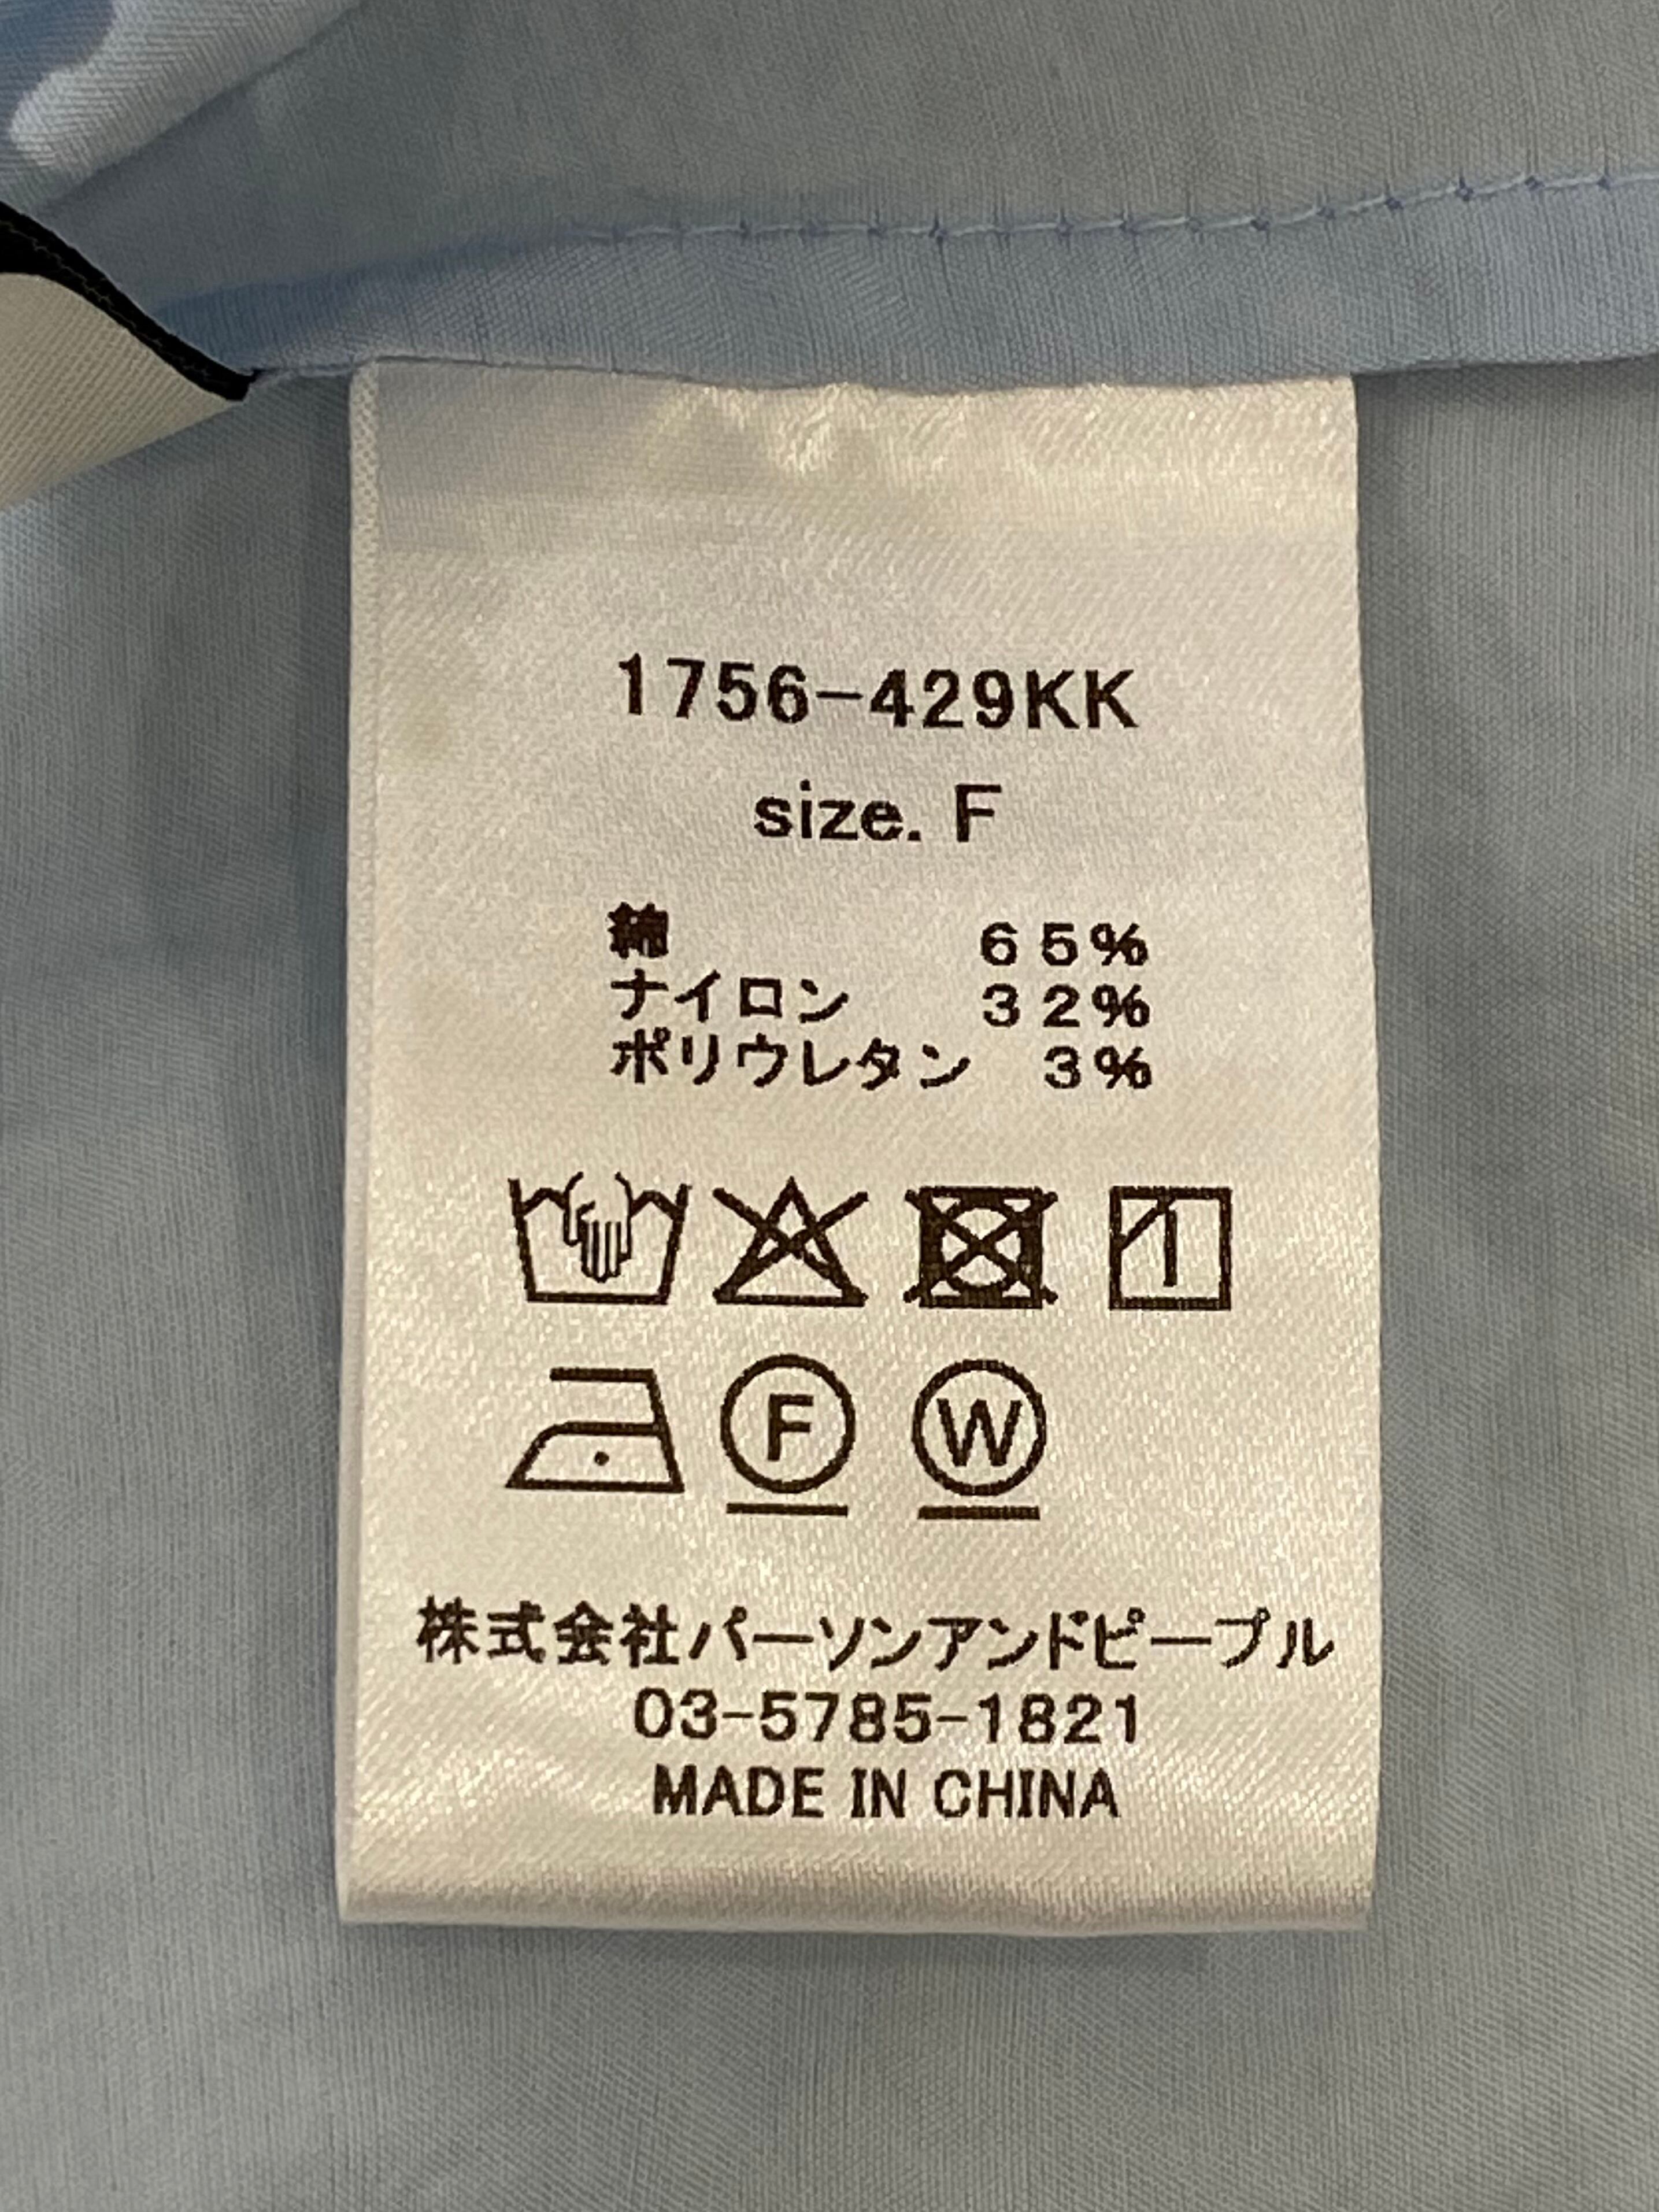 1756-429KK
size. F
綿 65%
ナイロン 32%
ポリウレタン 3%
F W
株式会社パーソンアンドピープル
03-5785-1821
MADE IN CHINA